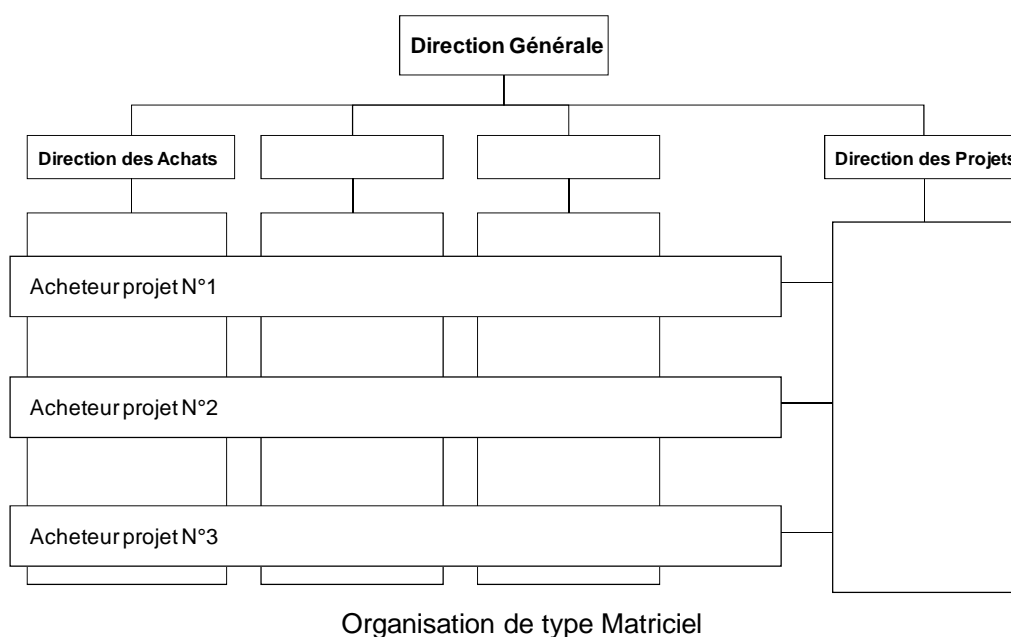 Direction Générale
Direction des Achats
Direction des Projets
Acheteur projet N°1
Acheteur projet N°2
Acheteur projet N°3
Organisation de type Matriciel